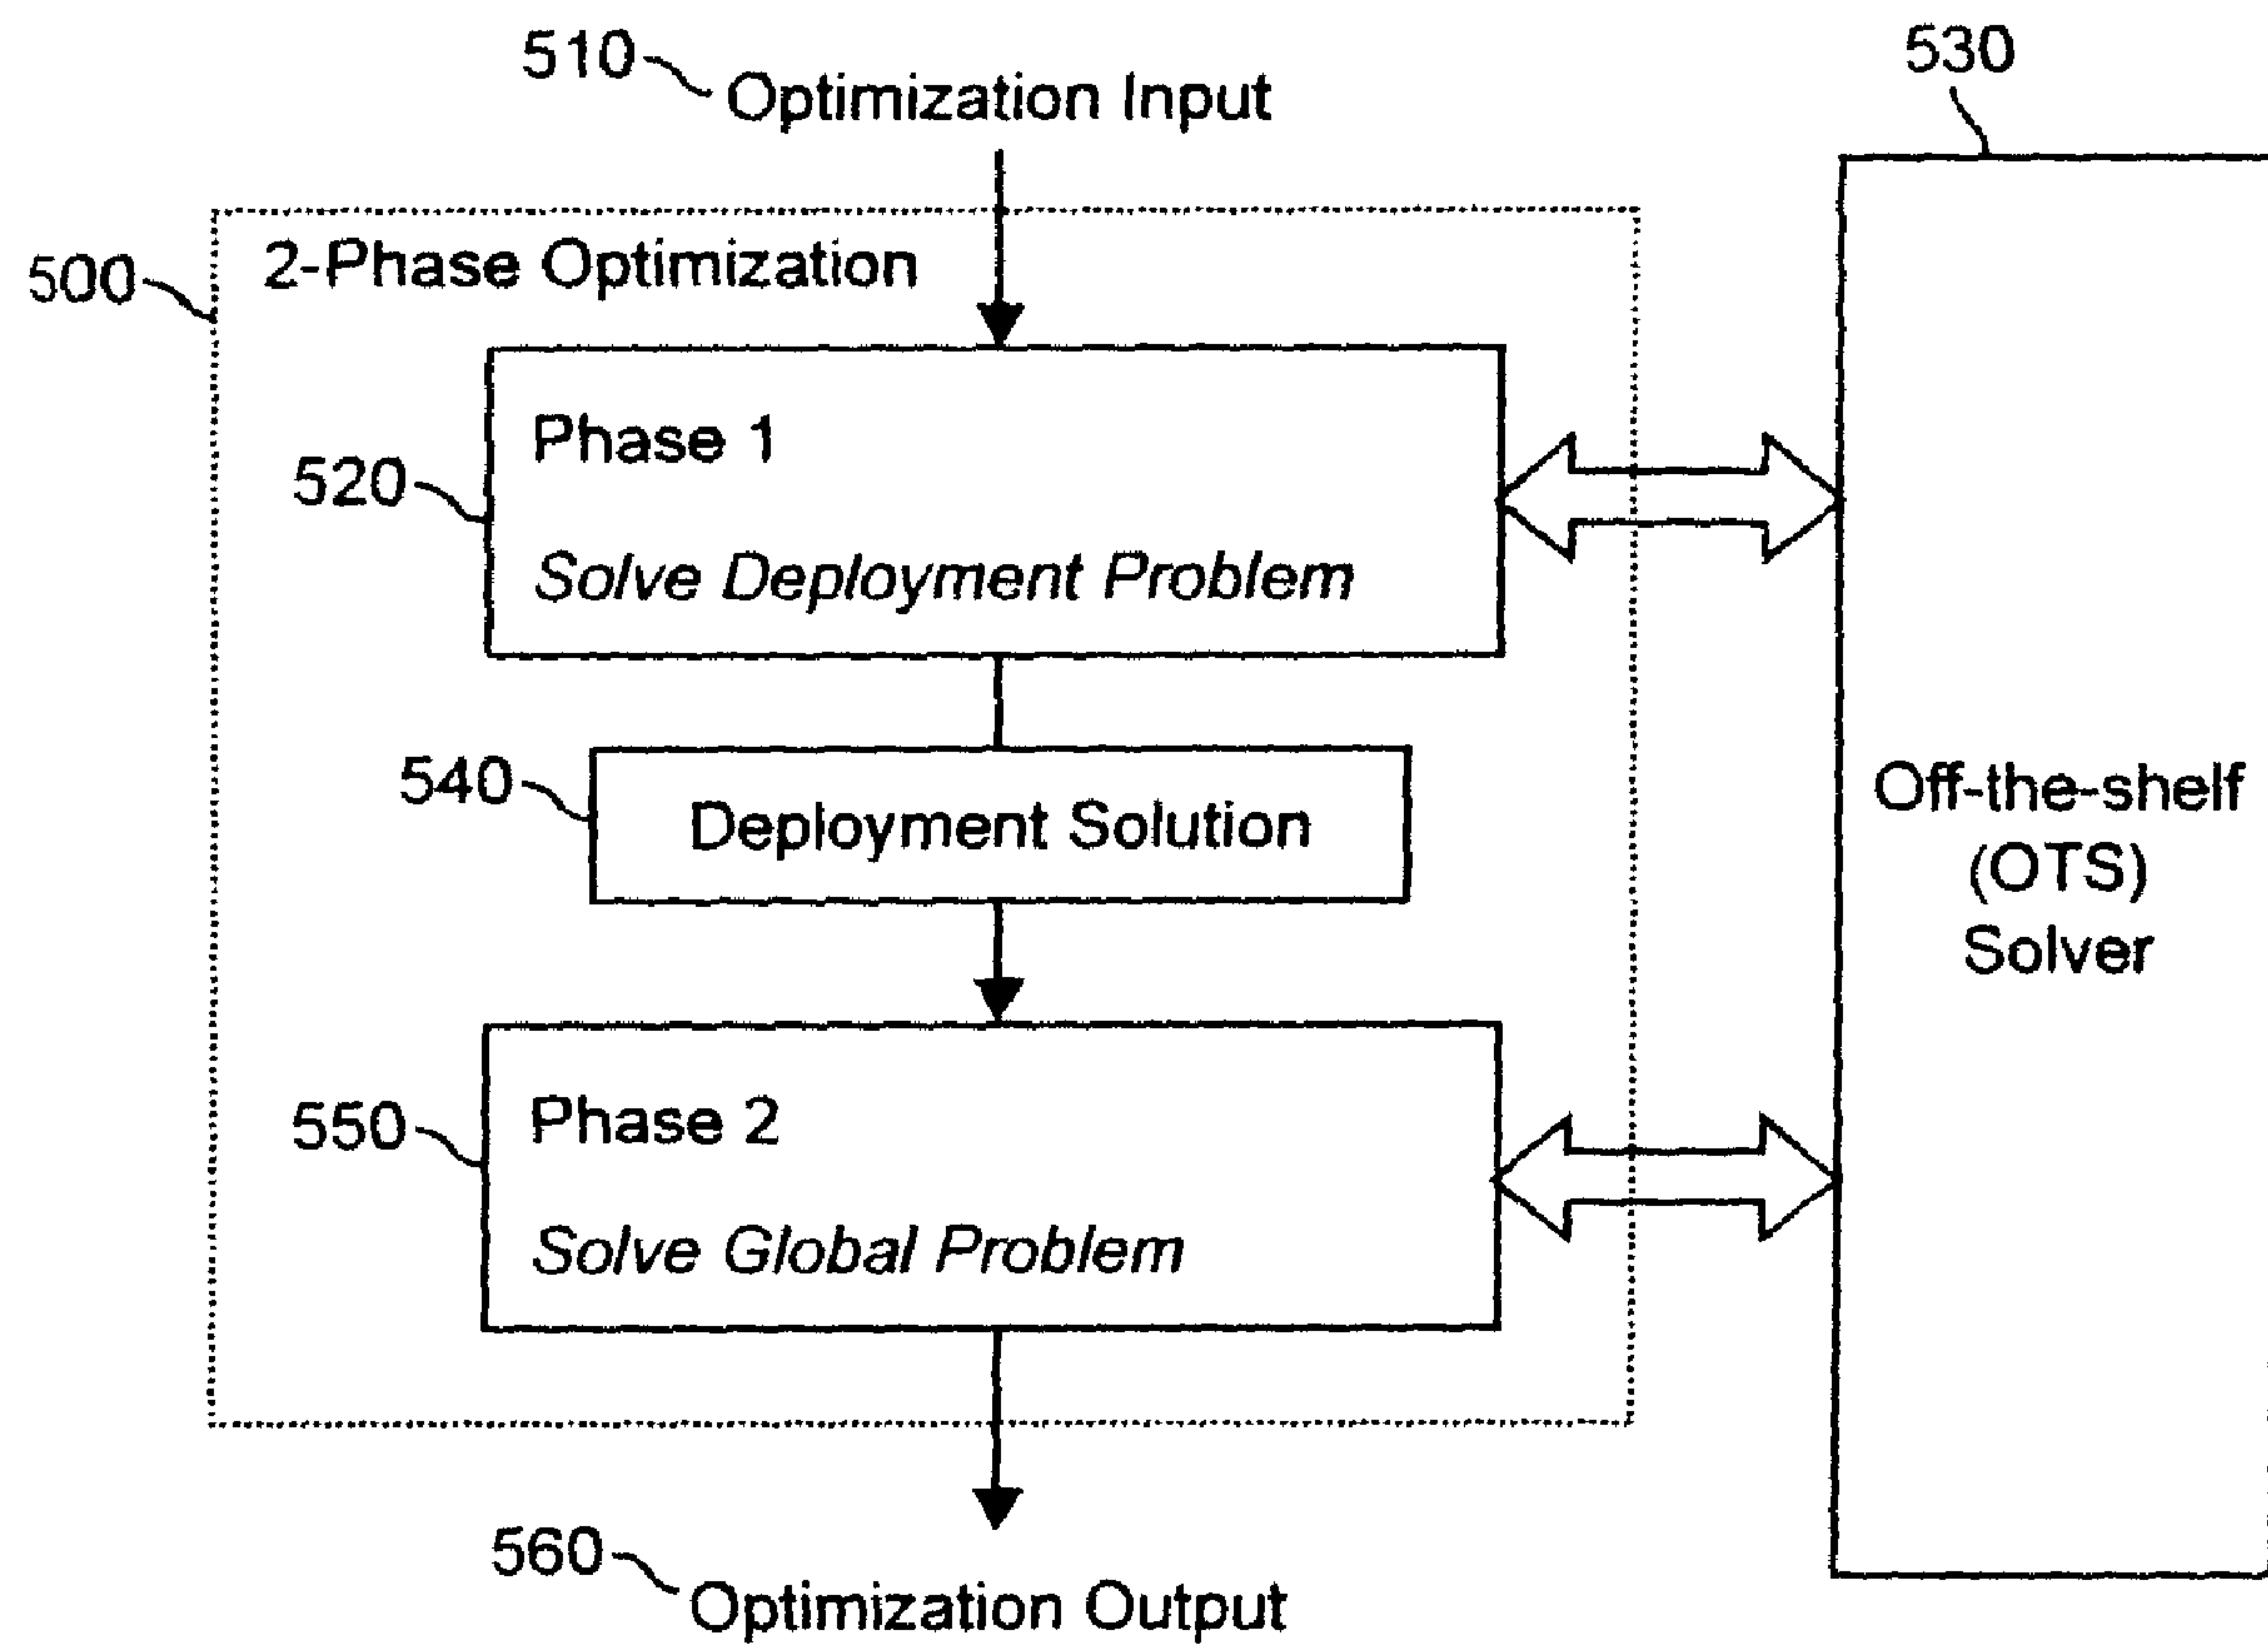 510
Optimization Input
530
500
2-Phase Optimization
Phase 1
520
Solve Deployment Problem
540
Deployment Solution
Off-the-shelf
(OTS)
Solver
Phase 2
550
Solve Global Problem
560
Optimization Output